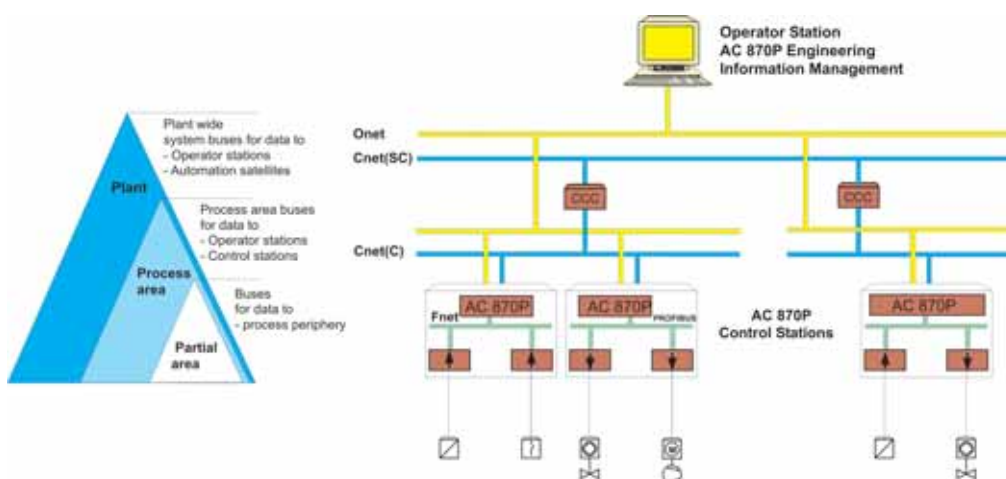 Operator Station
AC 870P Engineering
Information Management
Plant wide
system buses for data to
- Operator stations
- Automation satellites
Plant
Process area buses
for data to
- Operator stations
- Control stations
Process
area
Buses
for data to
- process periphery
Partial
area
Onet
Cnet(SC)
CCC
CCC
Cnet(C)
AC 870P
Fnet
AC 870P
PROFIBUS
AC 870P
Control Stations
AC 870P